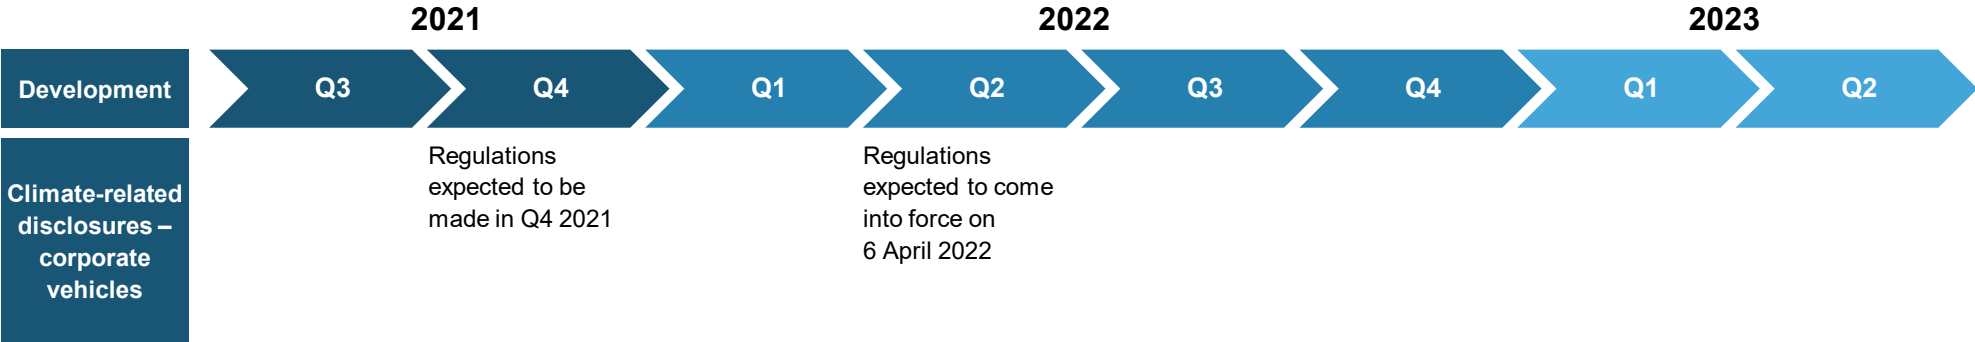 2021 2022 2023
Development Q3 Q4 Q1 Q2 Q3 Q4 Q1 Q2
Climate-related
disclosures –
corporate
vehicles
Regulations
expected to be
made in Q4 2021
Regulations
expected to come
into force on
6 April 2022